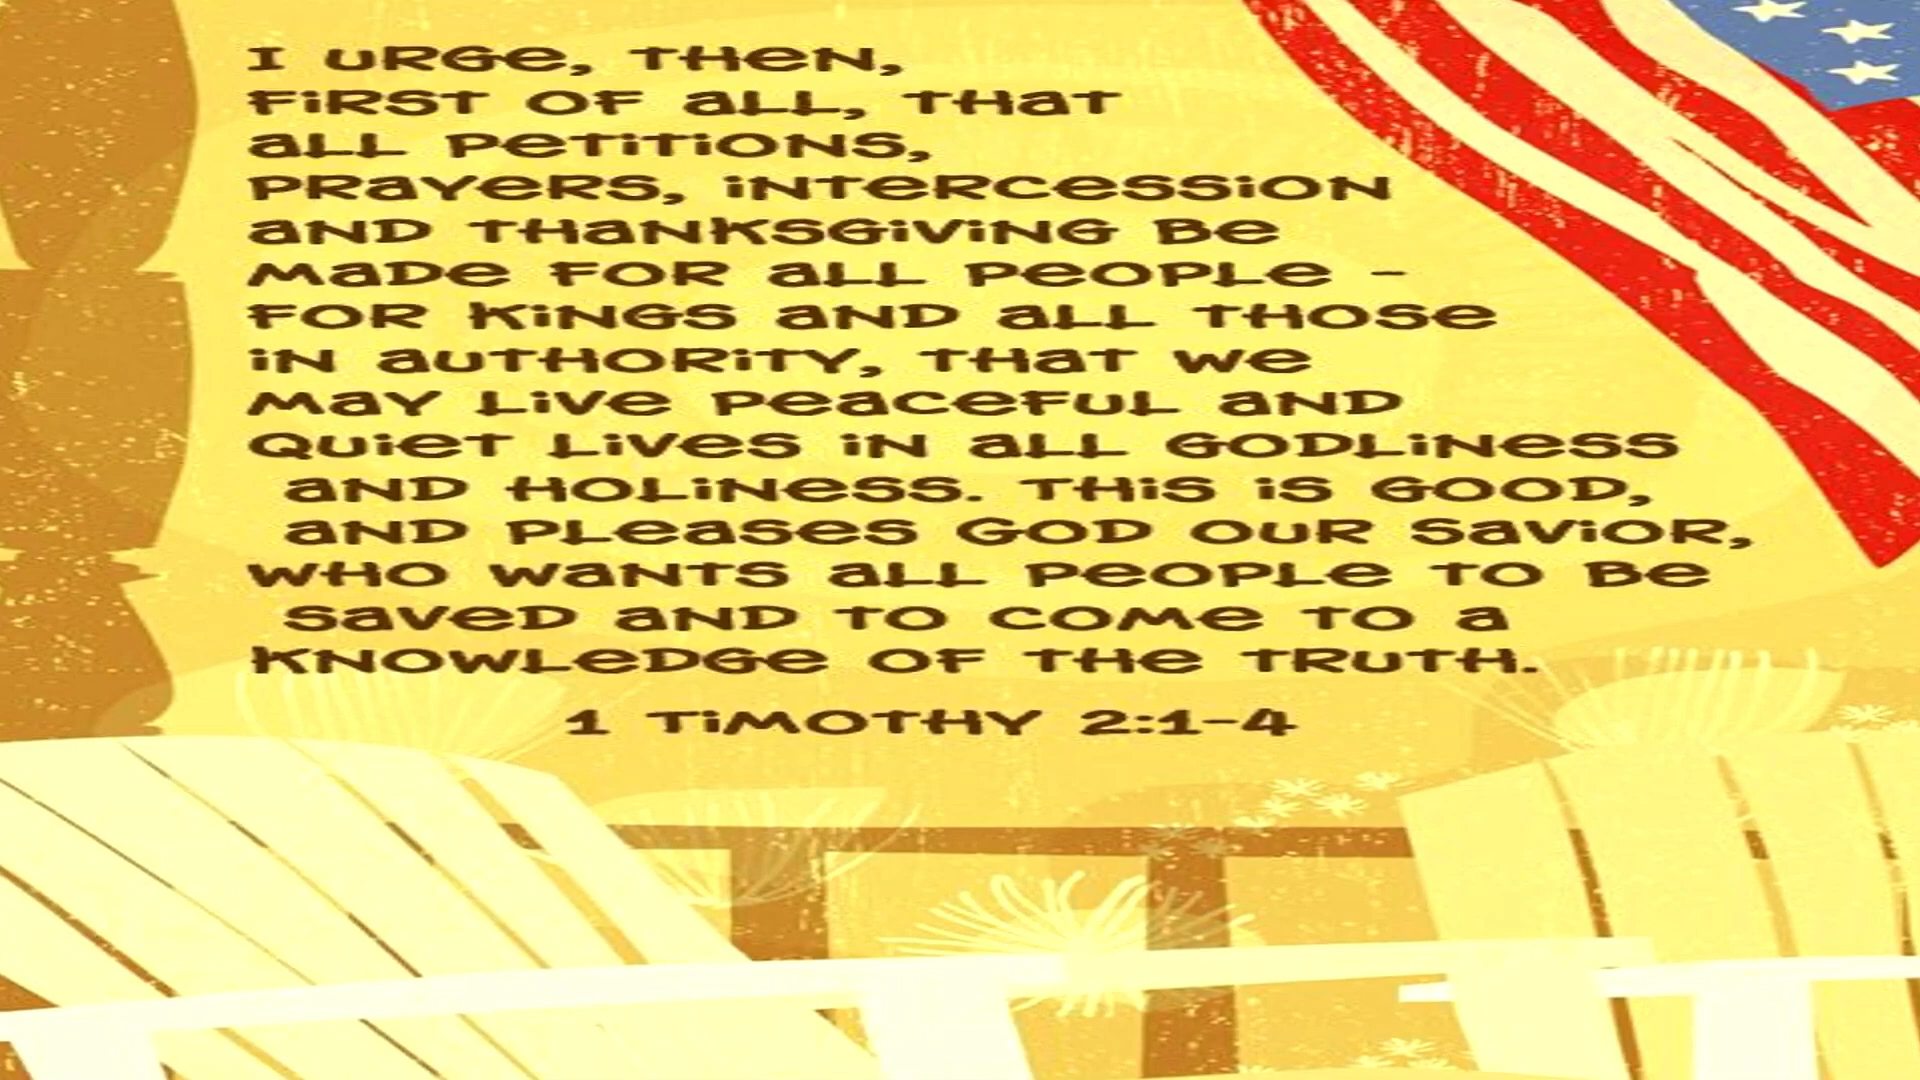 I URGE, THEN,
FIRST OF ALL, THAT
ALL PETITIONS,
PRAYERS, INTERCESSION
AND THANKSGIVING BE
MADE FOR ALL PEOPLE -
FOR KINGS AND ALL THOSE
IN AUTHORITY, THAT WE
MAY LIVE PEACEFUL AND
QUIET LIVES IN ALL GODLINESS
AND HOLINESS. THIS IS GOOD,
AND PLEASES GOD OUR SAVIOR,
WHO WANTS ALL PEOPLE TO BE
SAVED AND TO COME TO A
KNOWLEDGE OF THE TRUTH.
1 TIMOTHY 2:1-4